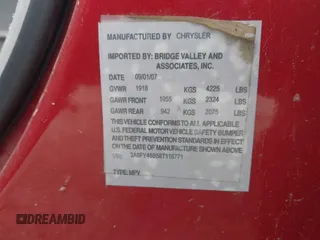 MANUFACTURED BY CHRYSLER
IMPORTED BY: BRIDGE VALLEY AND
ASSOCIATES, INC.
DATE 09/01/07
GVWR 1918 KGS 4225 LBS
GAWR FRONT 1055 KGS 2324 LBS
GAWR REAR 943 KGS LBS
THIS VEHICLE CONFORMS TO ALL APPLICABLE
U.S. FEDERAL MOTOR VEHICLE SAFETY BUMPER
AND THEFT PREVENTION STANDARDS IN EFFECT
ON THE DATE OF MANUFACTURE SHOWN ABOVE.
TYPE: MPV
DREAMBID.com